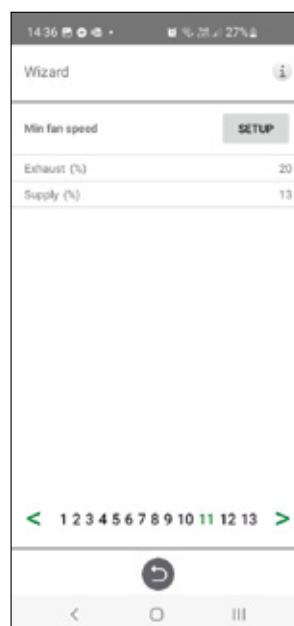 14:36 27%
Wizard i
Min fan speed SETUP
Exhaust (%) 20
Supply (%) 13
< 1 2 3 4 5 6 7 8 9 10 11 12 13 >